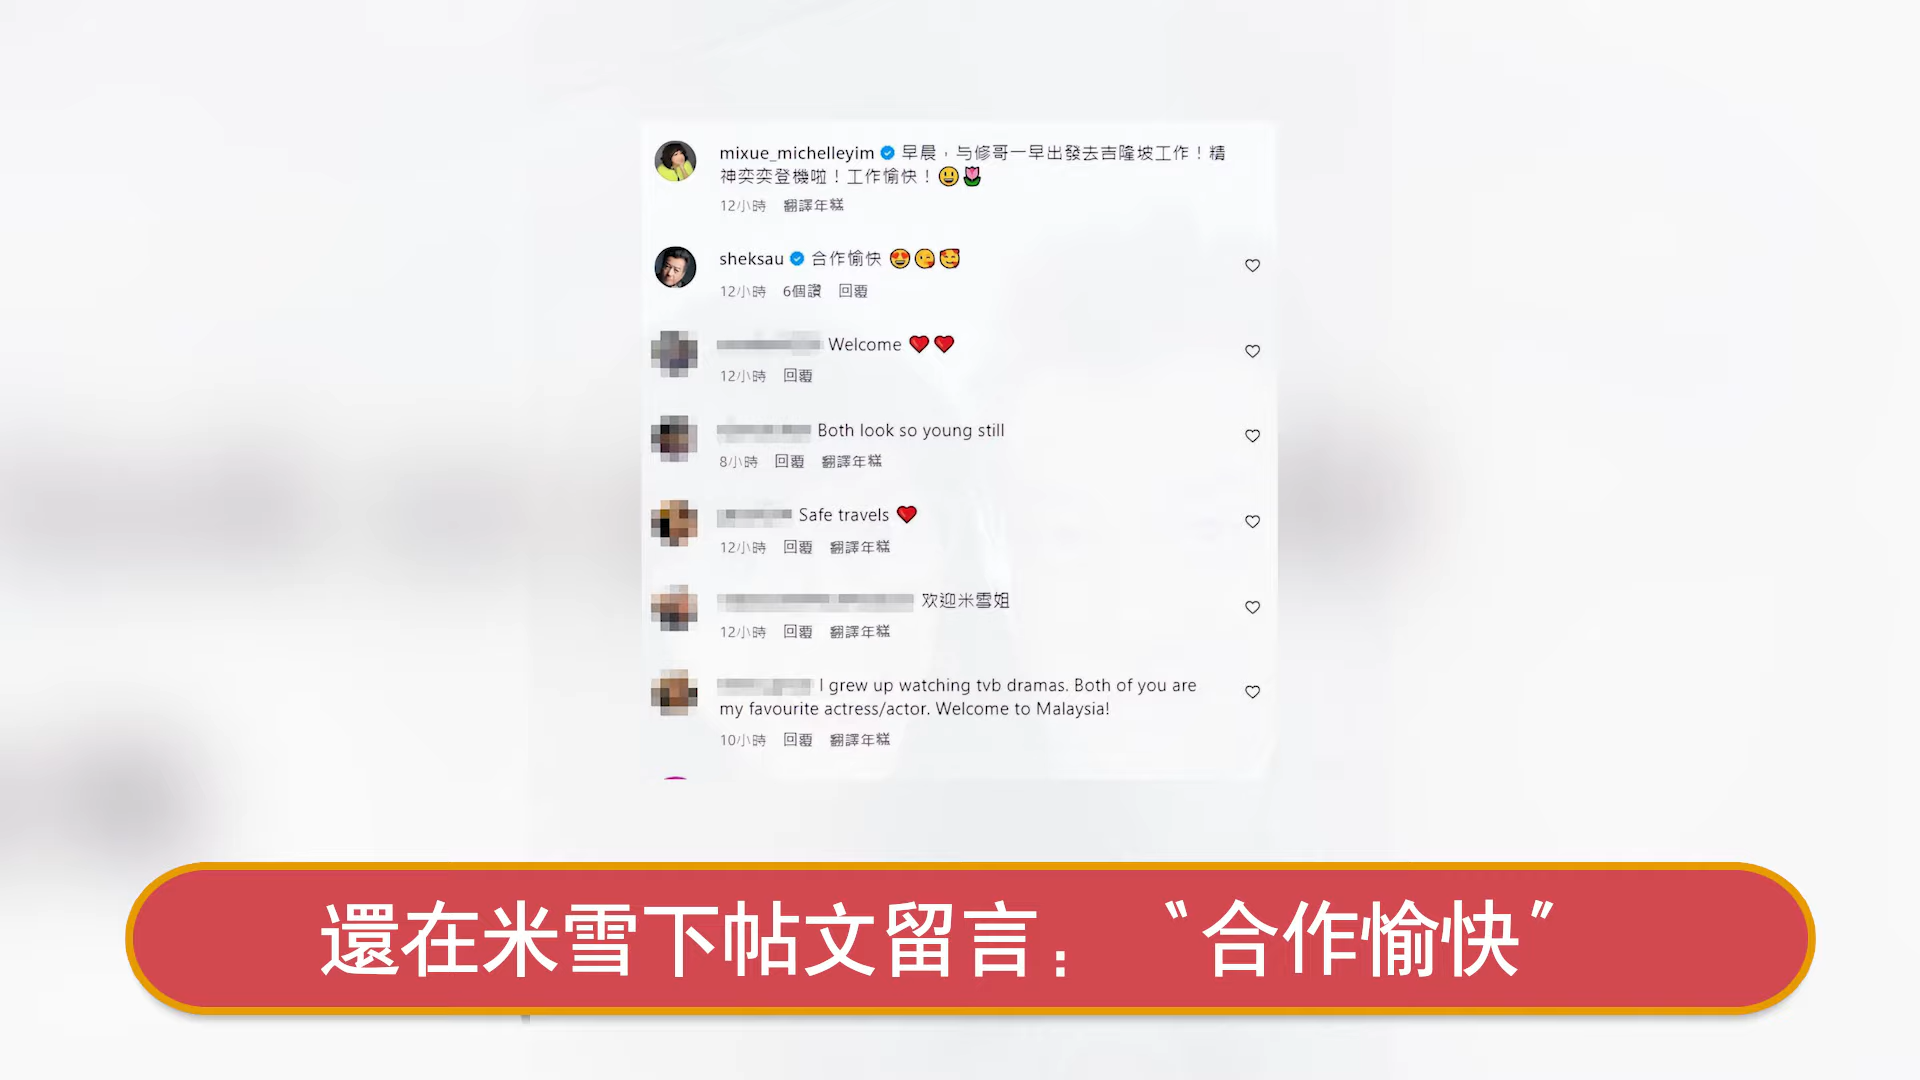 mixue_michelleyim 早晨，与修哥一早出發去吉隆坡工作！精
神奕奕登機啦！工作愉快！😃🌷
12小時 翻譯年糕
sheksau 合作愉快 😍😘🥰
12小時 6個讚 回覆
Welcome ❤️❤️
12小時 回覆
Both look so young still
8小時 回覆 翻譯年糕
Safe travels ❤️
12小時 回覆 翻譯年糕
欢迎米雪姐
12小時 回覆 翻譯年糕
I grew up watching tvb dramas. Both of you are
my favourite actress/actor. Welcome to Malaysia!
10小時 回覆 翻譯年糕
還在米雪下帖文留言：“合作愉快”